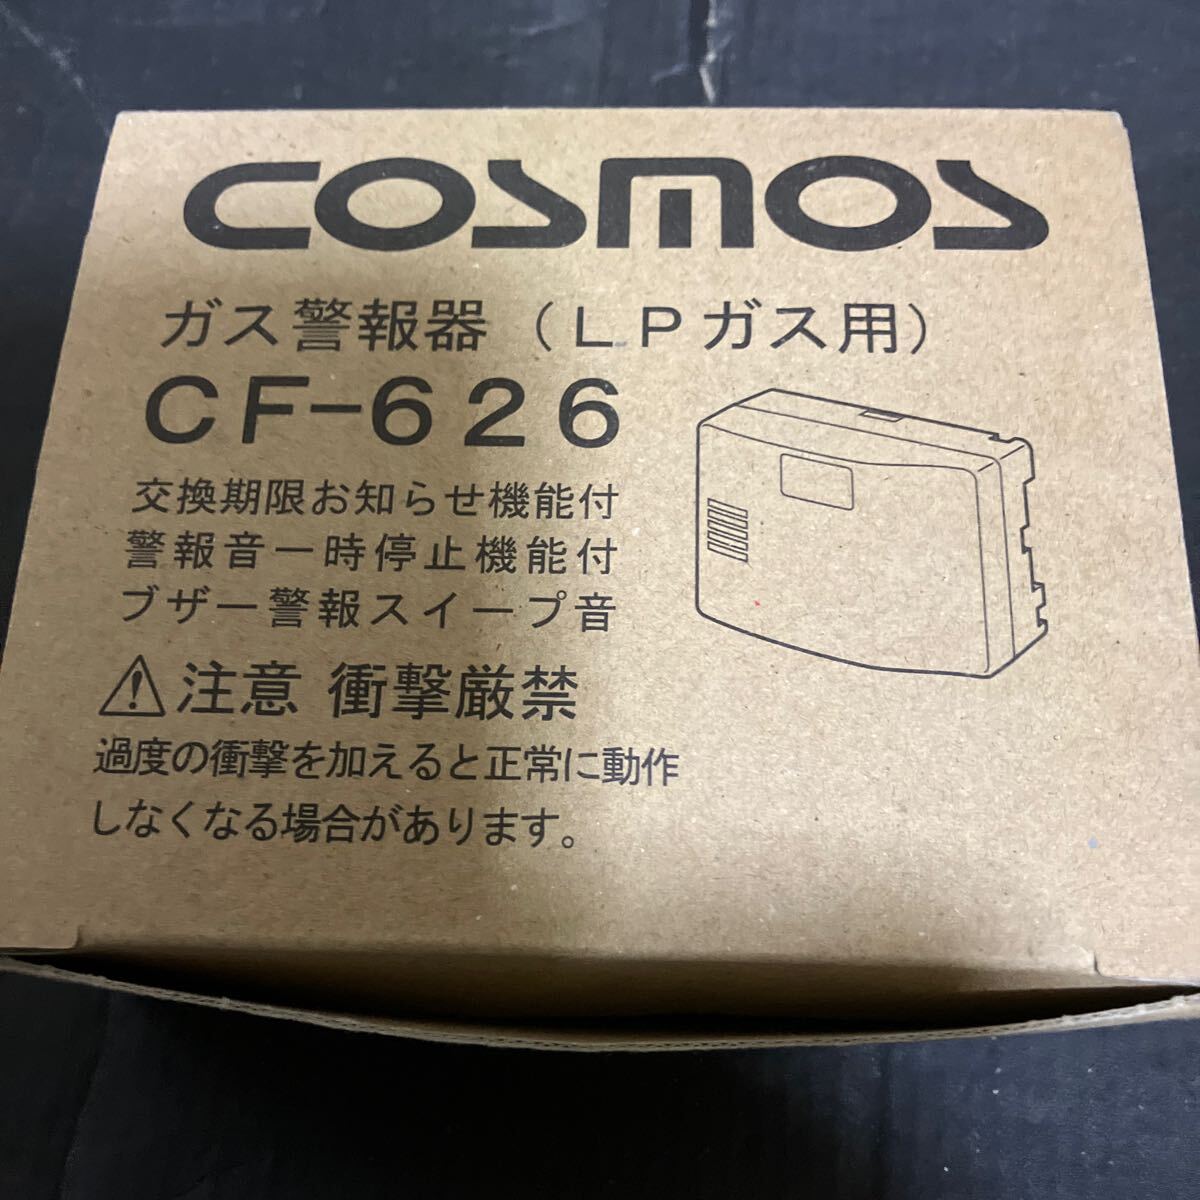 COSMOS
ガス警報器（ＬＰガス用）
CF-626
交換期限お知らせ機能付
警報音一時停止機能付
ブザー警報スイープ音
⚠注意 衝撃厳禁
過度の衝撃を加えると正常に動作
しなくなる場合があります。